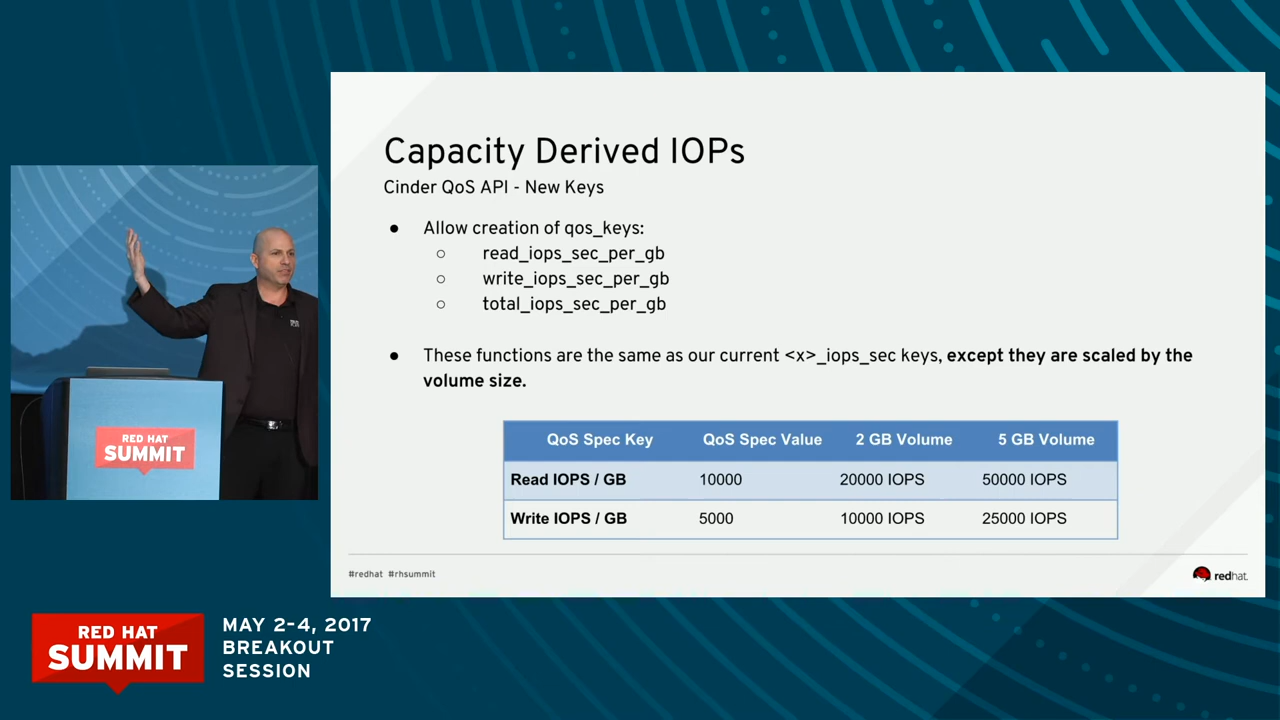 Capacity Derived IOPs
Cinder QoS API - New Keys
● Allow creation of qos_keys:
○ read_iops_sec_per_gb
○ write_iops_sec_per_gb
○ total_iops_sec_per_gb
● These functions are the same as our current <x>_iops_sec keys, except they are scaled by the
volume size.
QoS Spec Key QoS Spec Value 2 GB Volume 5 GB Volume
Read IOPS / GB 10000 20000 IOPS 50000 IOPS
Write IOPS / GB 5000 10000 IOPS 25000 IOPS
#redhat #rhsummit
redhat.
RED HAT
SUMMIT
RED HAT
SUMMIT
MAY 2-4, 2017
BREAKOUT
SESSION